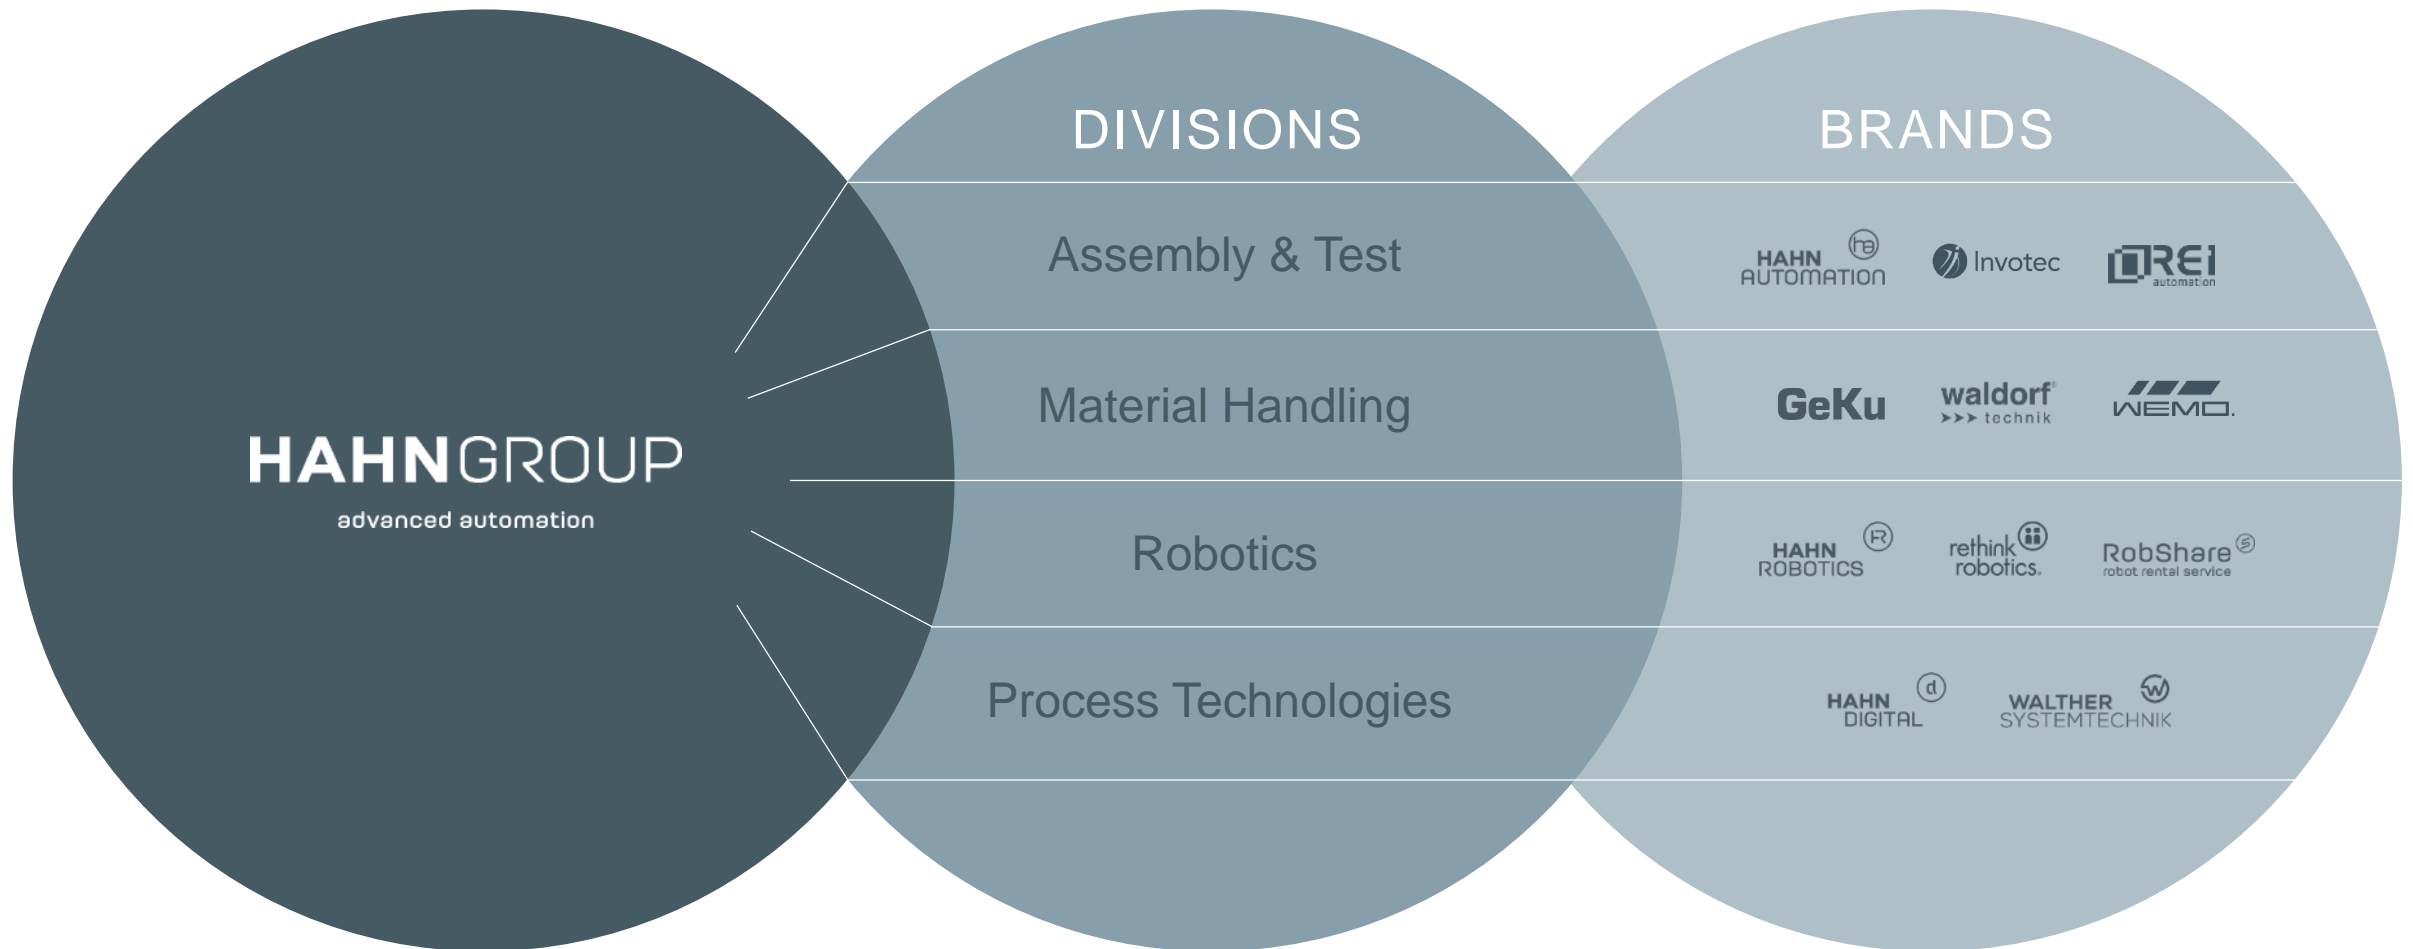 HAHNGROUP
advanced automation
DIVISIONS
BRANDS
Assembly & Test
HAHN
AUTOMATION
ha
Invotec
REI
automation
Material Handling
GeKu
waldorf®
>>> technik
WEMO.
Robotics
HAHN
ROBOTICS
R
rethink
robotics.
RobShare
S
robot rental service
Process Technologies
HAHN
DIGITAL
d
WALTHER
SYSTEMTECHNIK
W